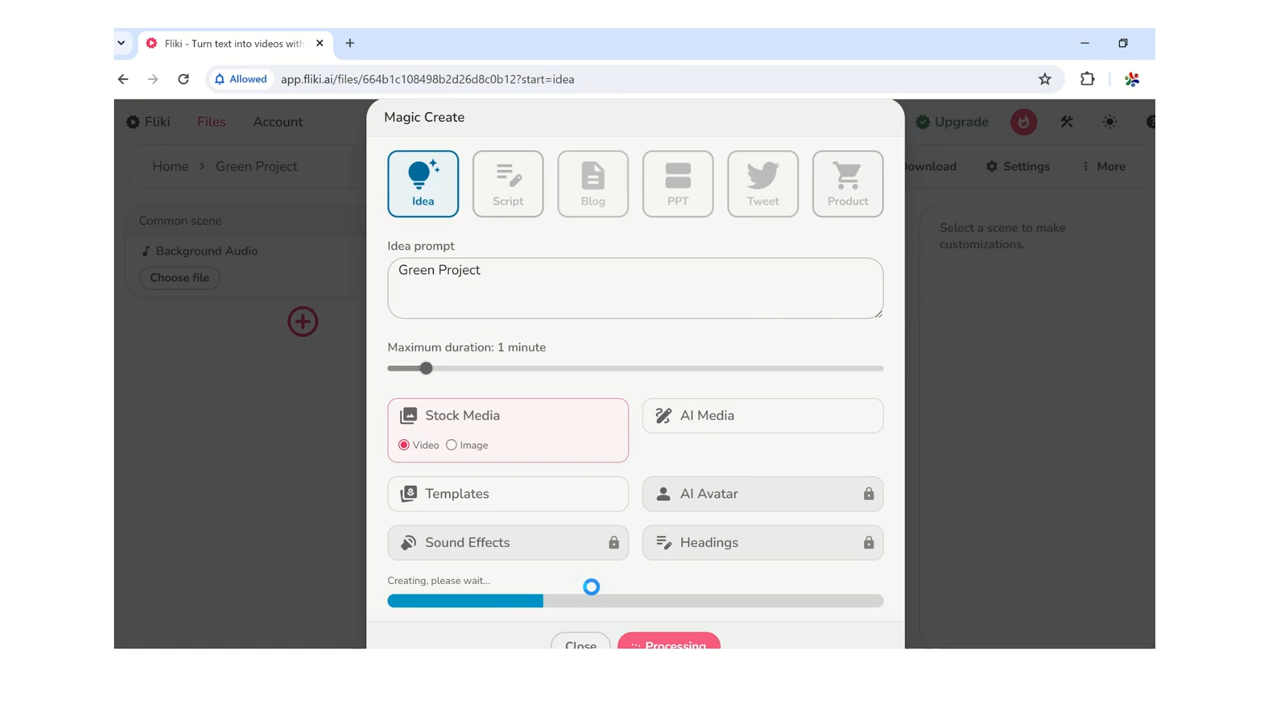 Fliki - Turn text into videos with
Allowed
app.fliki.ai/files/664b1c108498b2d26d8c0b12?start=idea
Fliki
Files
Account
Upgrade
Home > Green Project
ownload
Settings
More
Common scene
Background Audio
Choose file
Select a scene to make
customizations.
Magic Create
Idea
Script
Blog
PPT
Tweet
Product
Idea prompt
Green Project
Maximum duration: 1 minute
Stock Media
Video
Image
AI Media
Templates
AI Avatar
Sound Effects
Headings
Creating, please wait...
Close
Processing